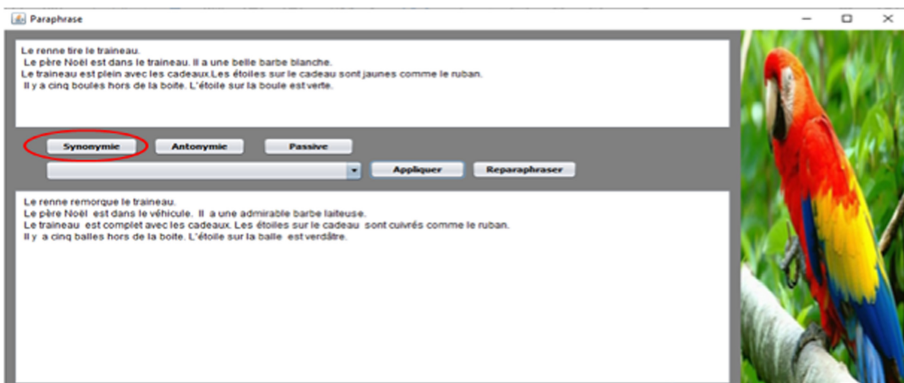 Paraphrase
Le renne tire le traineau.
Le père Noël est dans le traineau. Il a une belle barbe blanche.
Le traineau est plein avec les cadeaux.Les étoiles sur le cadeau sont jaunes comme le ruban.
Il y a cinq boules hors de la boite. L'étoile sur la boule est verte.
Synonymie Antonymie Passive
Appliquer Reparaphraser
Le renne remorque le traineau.
Le père Noël est dans le véhicule. Il a une admirable barbe laiteuse.
Le traineau est complet avec les cadeaux. Les étoiles sur le cadeau sont cuivrés comme le ruban.
Il y a cinq balles hors de la boite. L'étoile sur la balle est verdâtre.